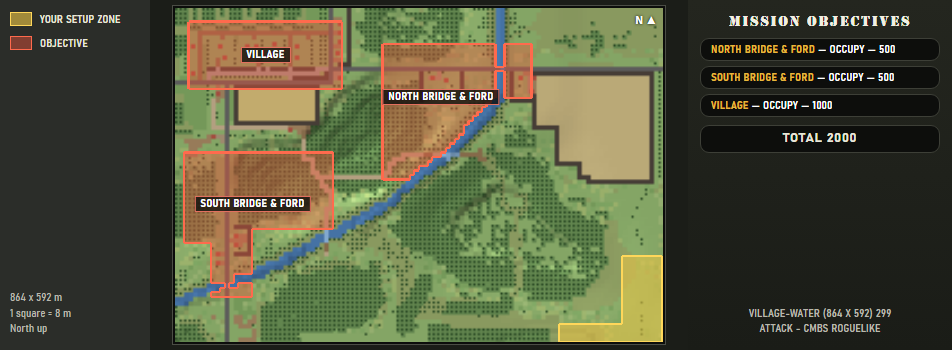 YOUR SETUP ZONE
OBJECTIVE
864 x 592 m
1 square = 8 m
North up
N ▲
VILLAGE
NORTH BRIDGE & FORD
SOUTH BRIDGE & FORD
MISSION OBJECTIVES
NORTH BRIDGE & FORD — OCCUPY — 500
SOUTH BRIDGE & FORD — OCCUPY — 500
VILLAGE — OCCUPY — 1000
TOTAL 2000
VILLAGE-WATER (864 X 592) 299
ATTACK - CMBS ROGUELIKE